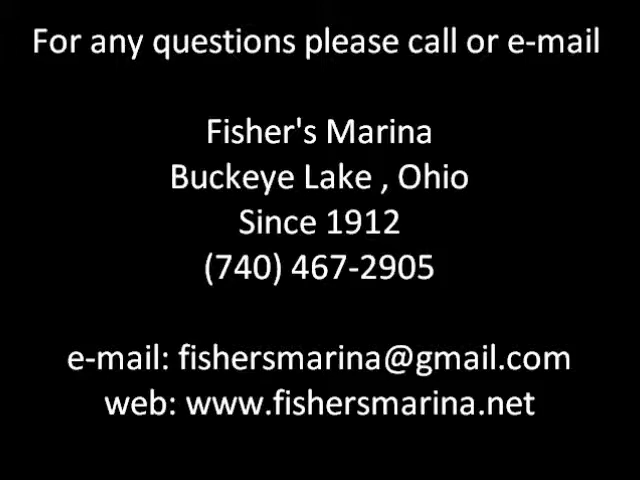 For any questions please call or e-mail
Fisher's Marina
Buckeye Lake , Ohio
Since 1912
(740) 467-2905
e-mail: fishersmarina@gmail.com
web: www.fishersmarina.net